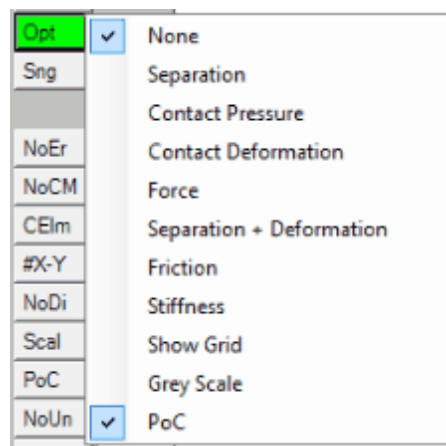 Opt
None
Sng
Separation
Contact Pressure
NoEr
Contact Deformation
NoCM
Force
CElm
Separation + Deformation
#X-Y
Friction
NoDi
Stiffness
Scal
Show Grid
PoC
Grey Scale
NoUn
PoC